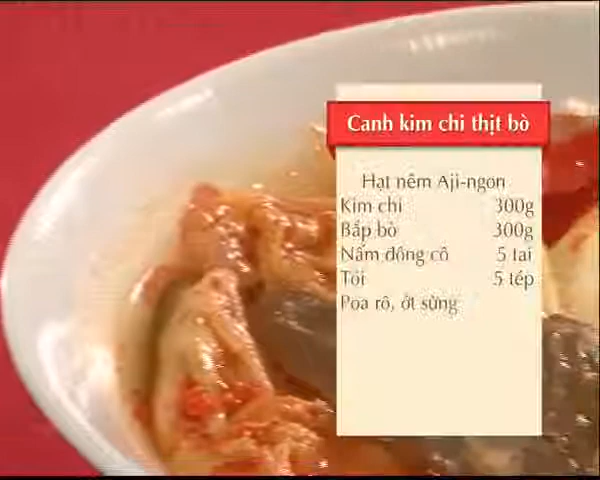 Canh kim chi thịt bò
Hạt nêm Aji-ngon
Kim chi 300g
Bắp bò 300g
Nấm đông cô 5 tai
Tỏi 5 tép
Poa rô, ớt sừng